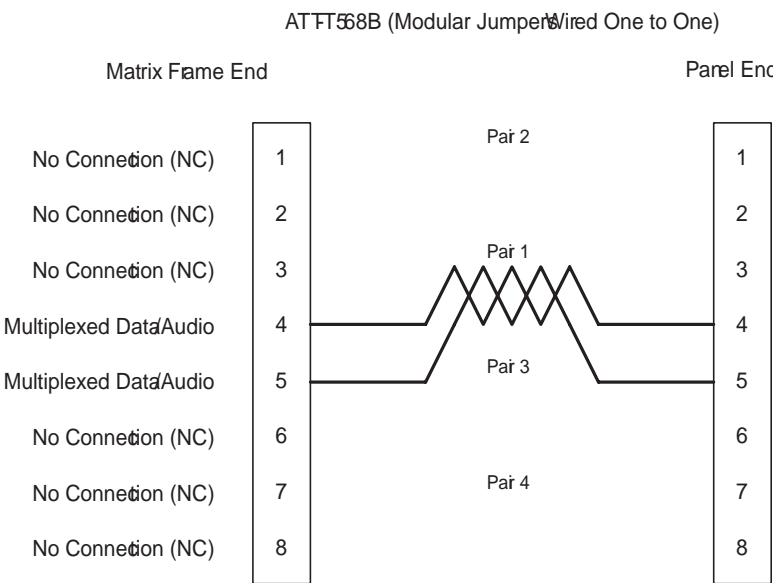 ATT-T568B (Modular Jumpers Wired One to One)
Matrix Frame End
Panel End
Pair 2
No Connection (NC) 1 1
No Connection (NC) 2 2
Pair 1
No Connection (NC) 3 3
Multiplexed Data/Audio 4 4
Pair 3
Multiplexed Data/Audio 5 5
No Connection (NC) 6 6
Pair 4
No Connection (NC) 7 7
No Connection (NC) 8 8